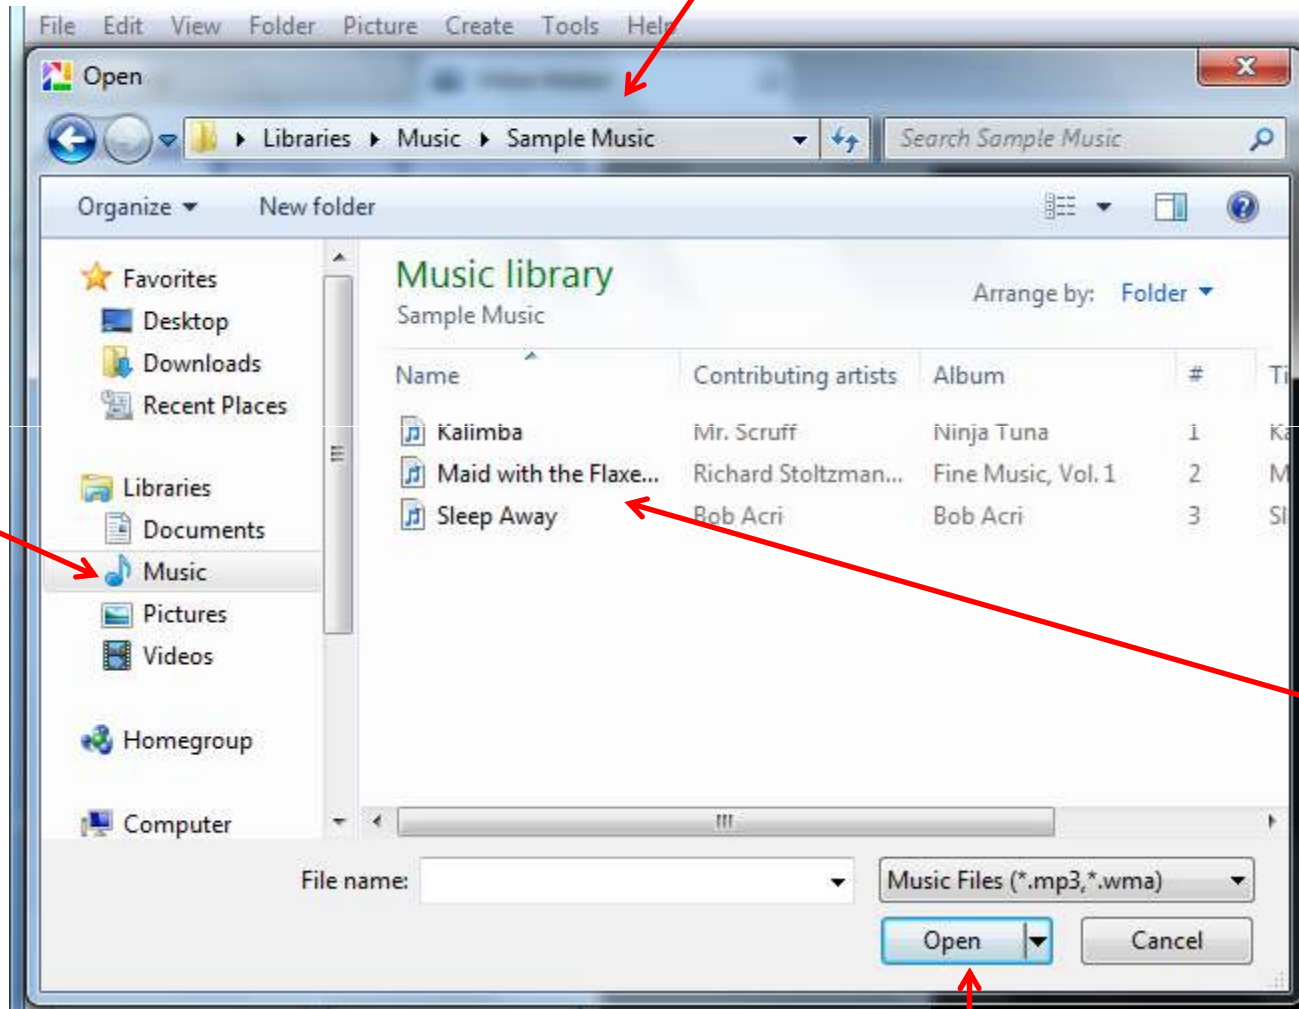 File Edit View Folder Picture Create Tools Help
Open
Libraries Music Sample Music Search Sample Music
Organize New folder
Favorites
Desktop
Downloads
Recent Places
Libraries
Documents
Music
Pictures
Videos
Homegroup
Computer
Music library
Sample Music
Arrange by: Folder
Name Contributing artists Album #
Kalimba Mr. Scruff Ninja Tuna 1
Maid with the Flaxe... Richard Stoltzman... Fine Music, Vol. 1 2
Sleep Away Bob Acri Bob Acri 3
File name: Music Files (*.mp3,*.wma)
Open Cancel